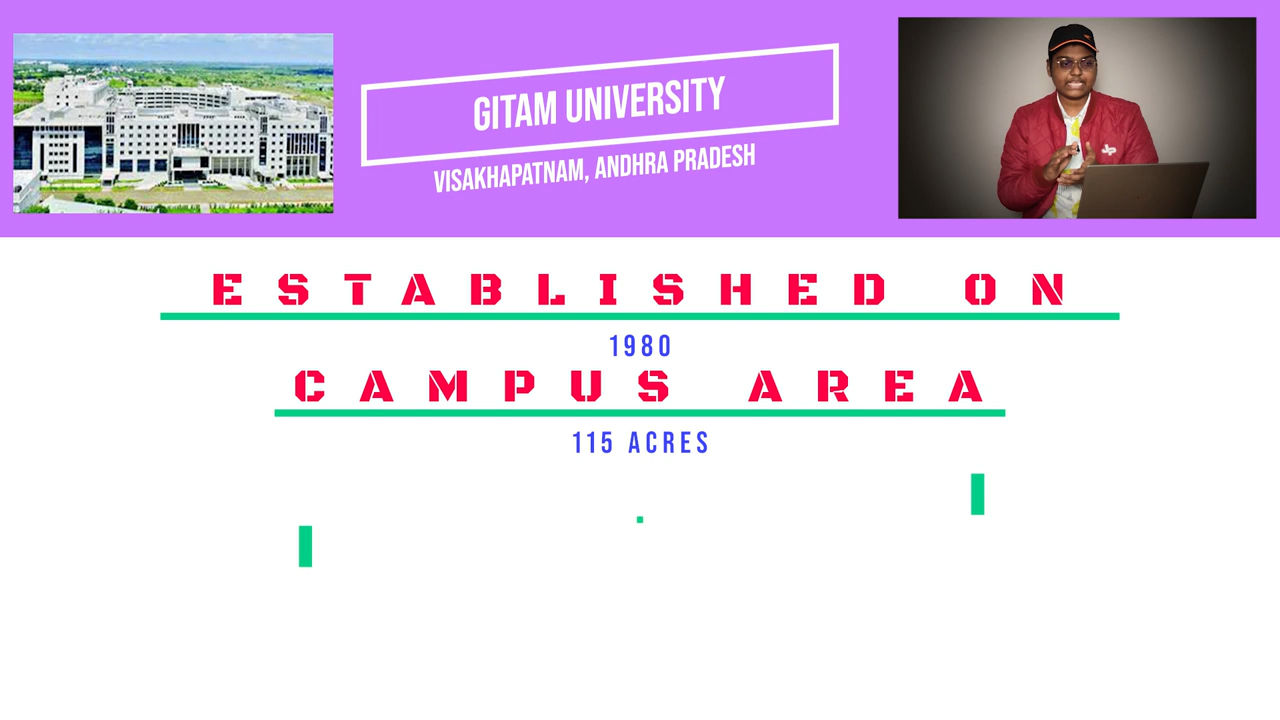 GITAM UNIVERSITY
VISAKHAPATNAM, ANDHRA PRADESH
ESTABLISHED ON
1980
CAMPUS AREA
115 ACRES